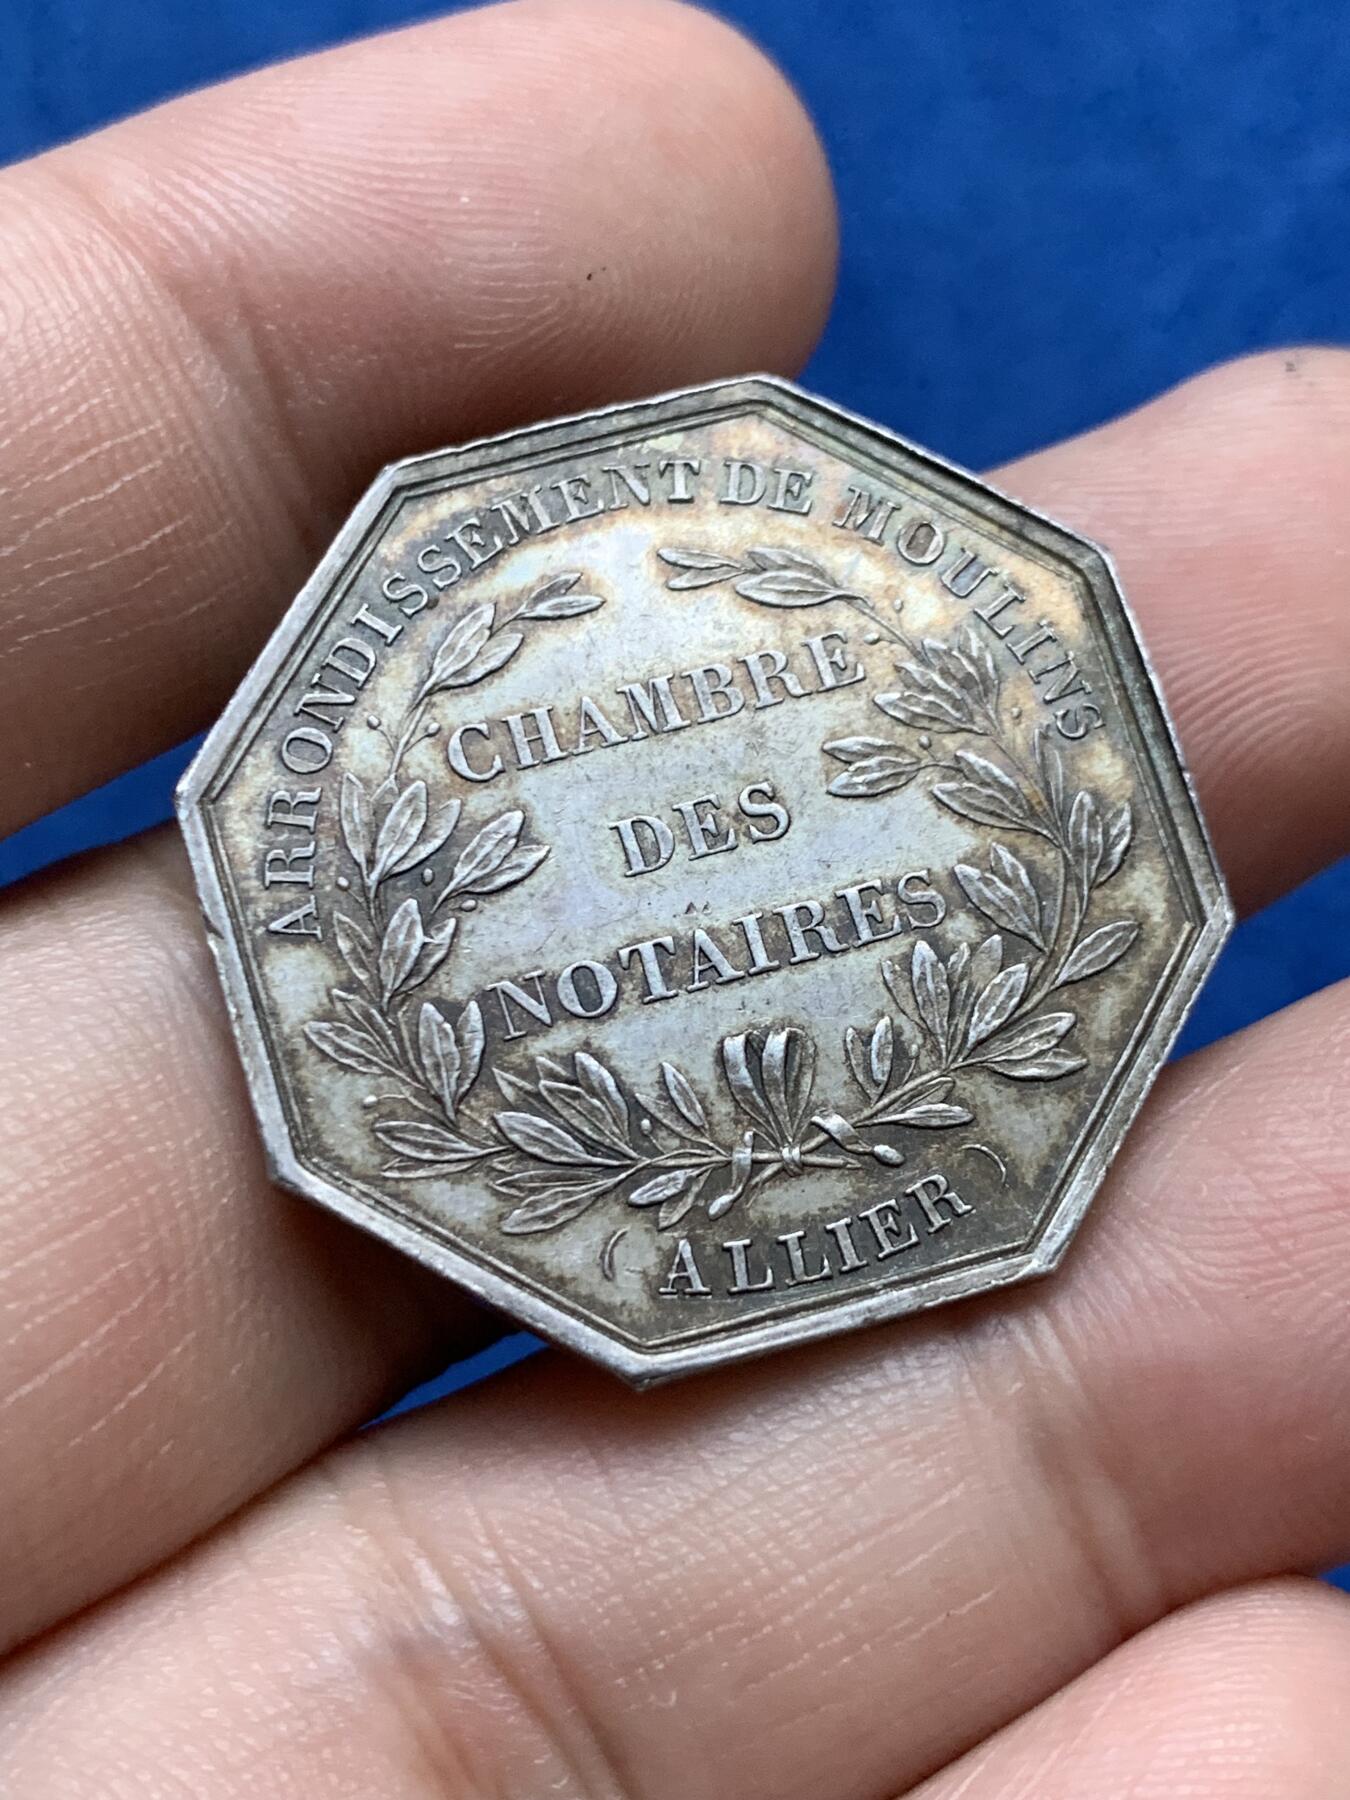 ARRONDISSEMENT DE MOULINS
CHAMBRE
DES
NOTAIRES
(ALLIER)